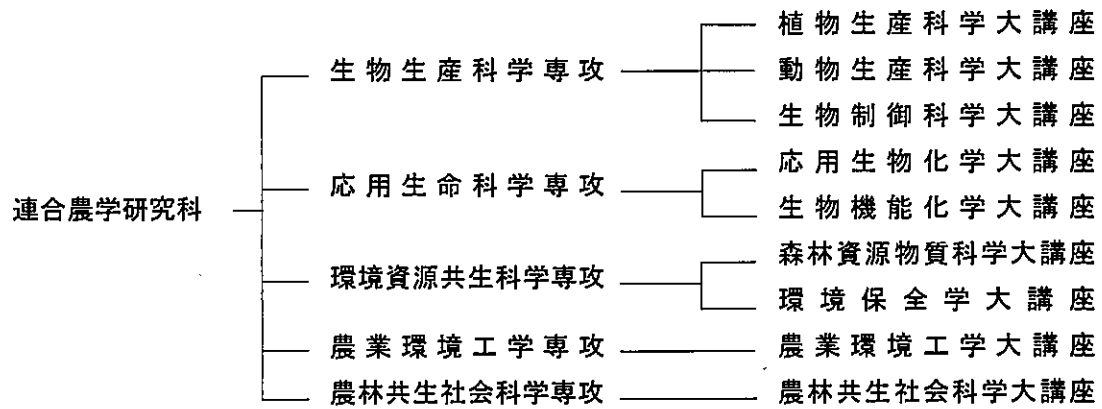 連合農学研究科
生物生産科学専攻
植物生産科学大講座
動物生産科学大講座
生物制御科学大講座
応用生命科学専攻
応用生物化学大講座
生物機能化学大講座
環境資源共生科学専攻
森林資源物質科学大講座
環境保全学大講座
農業環境工学専攻
農業環境工学大講座
農林共生社会科学専攻
農林共生社会科学大講座